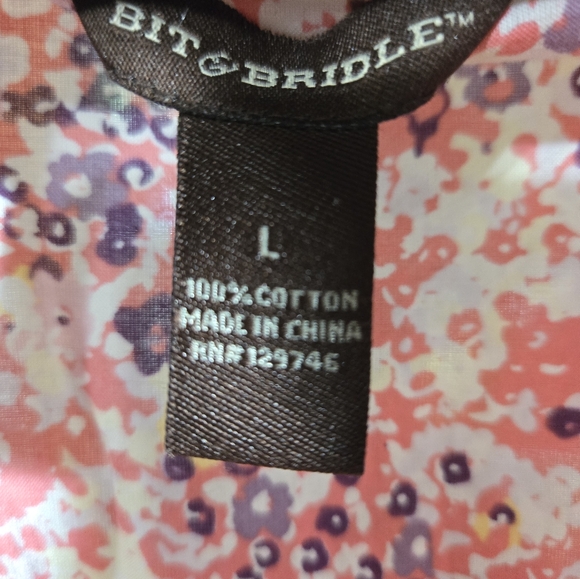 BIT & BRIDLE™
L
100% COTTON
MADE IN CHINA
RN# 129746